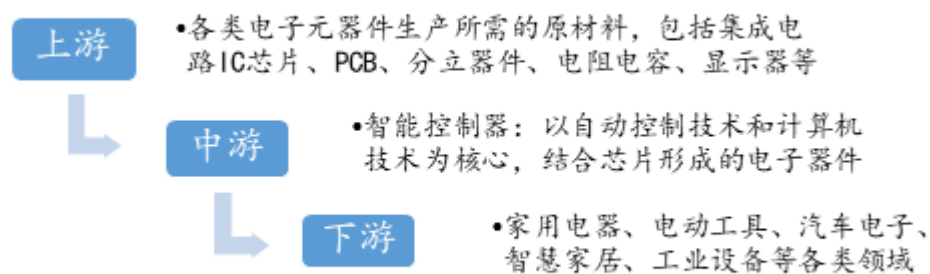 上游
•各类电子元器件生产所需的原材料，包括集成电
路IC芯片、PCB、分立器件、电阻电容、显示器等
中游
•智能控制器：以自动控制技术和计算机
技术为核心，结合芯片形成的电子器件
下游
•家用电器、电动工具、汽车电子、
智慧家居、工业设备等各类领域